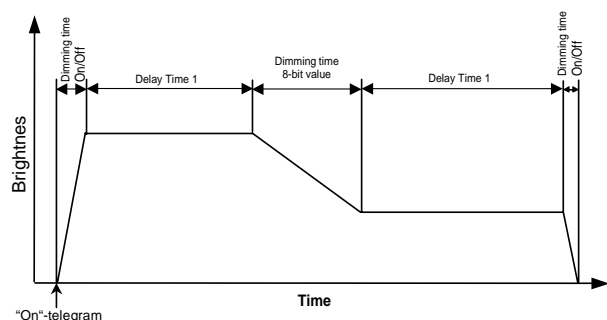 Dimming time
On/Off
Delay Time 1
Dimming time
8-bit value
Delay Time 1
Dimming time
On/Off
Brightnes
Time
"On“-telegram